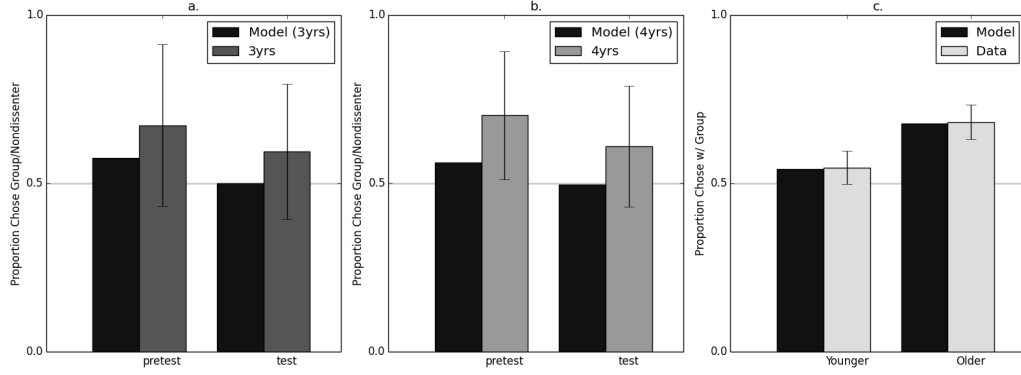 a.
Proportion Chose Group/Nondissenter
1.0
0.5
0.0
Model (3yrs)
3yrs
pretest
test
b.
Proportion Chose Group/Nondissenter
1.0
0.5
0.0
Model (4yrs)
4yrs
pretest
test
c.
Proportion Chose w/ Group
1.0
0.5
0.0
Model
Data
Younger
Older